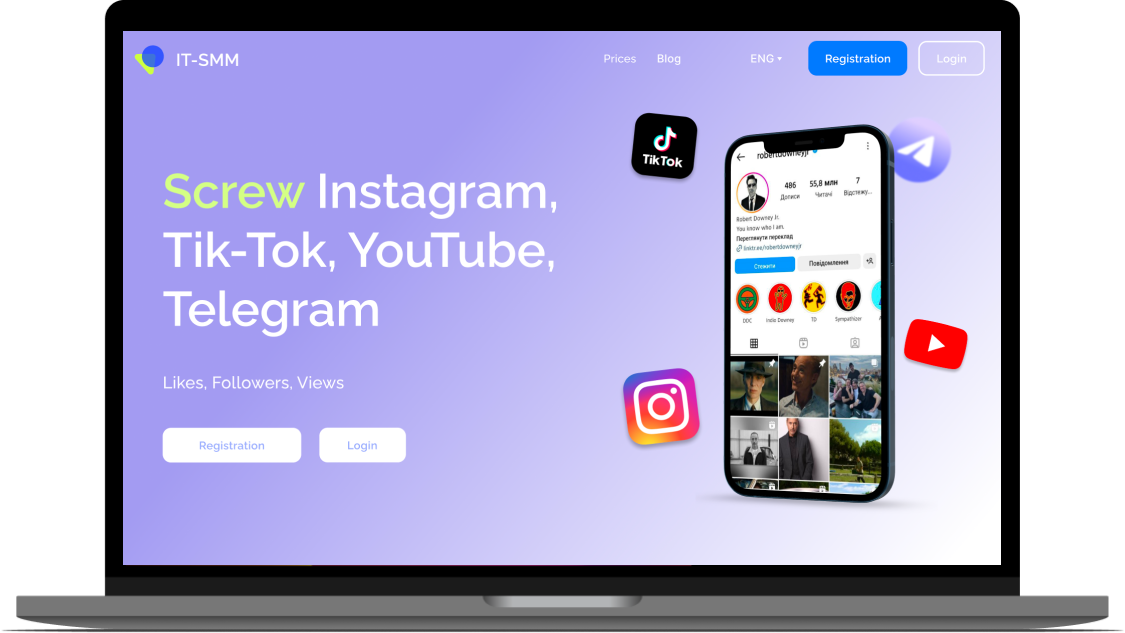 IT-SMM
Prices
Blog
ENG
Registration
Login
Screw Instagram,
Tik-Tok, YouTube,
Telegram
Likes, Followers, Views
Registration
Login
TikTok
robertdowneyjr
486
55,8 млн
7
Дописи
Читачі
Відстежу...
Robert Downey Jr.
You know who I am.
Переглянути переклад
linktr.ee/robertdowneyjr
Стежити
Повідомлення
DDC
Indio Downey
TD
Sympathizer